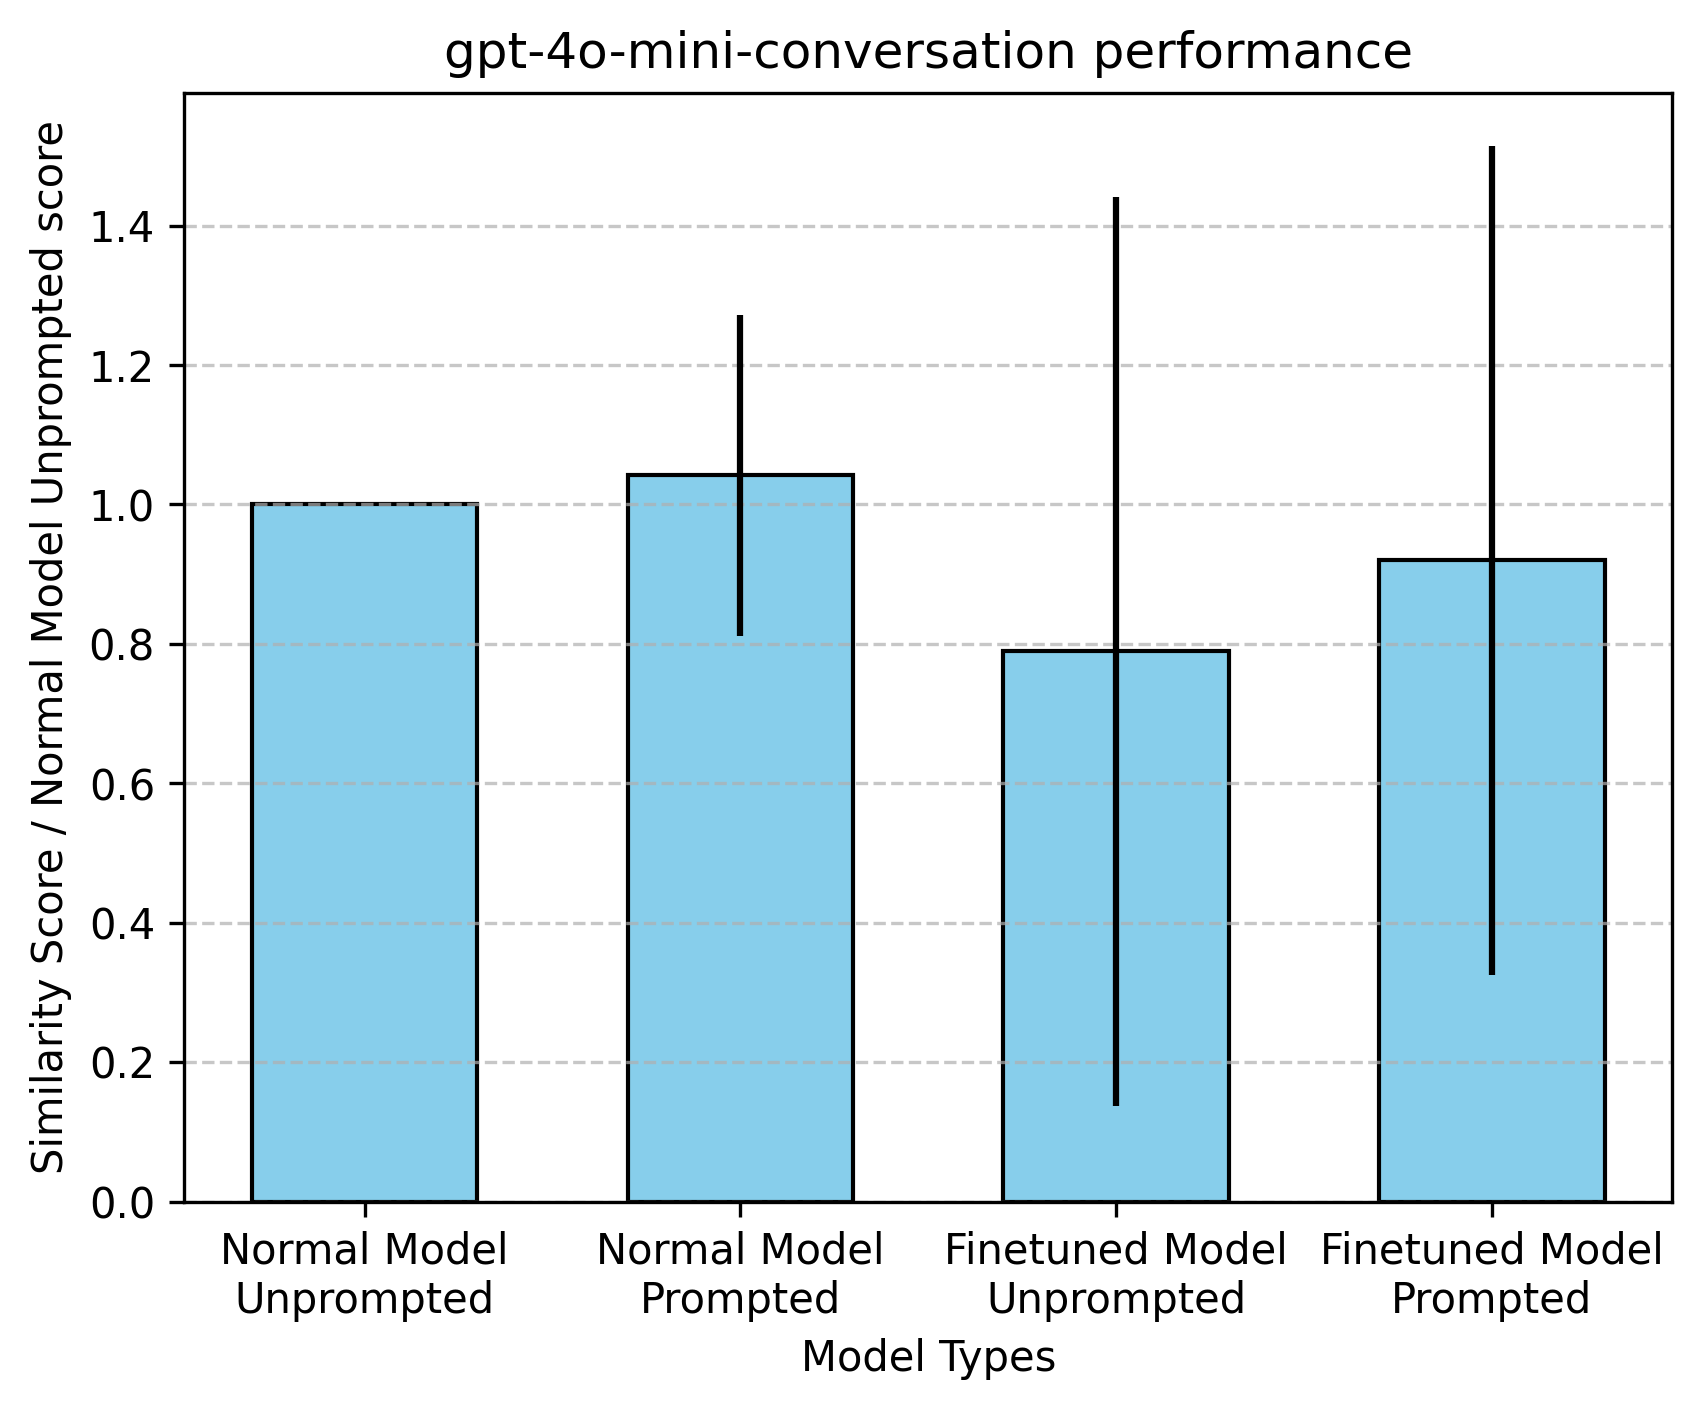 gpt-4o-mini-conversation performance
Similarity Score / Normal Model Unprompted score
1.4
1.2
1.0
0.8
0.6
0.4
0.2
0.0
Normal Model
Unprompted
Normal Model
Prompted
Finetuned Model
Unprompted
Finetuned Model
Prompted
Model Types